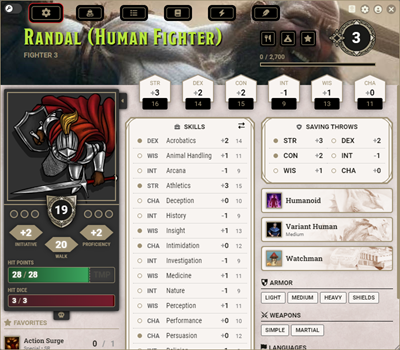 RANDAL (HUMAN FIGHTER)
FIGHTER 3
3
0 / 2,700
STR DEX CON INT WIS CHA
+3 +2 +2 -1 +1 +0
16 14 15 9 13 11
19
+2 20 +2
INITIATIVE WALK PROFICIENCY
HIT POINTS
28 / 28 TEMP
HIT DICE
3 / 3
FAVORITES
Action Surge 0 / 1
SKILLS
DEX Acrobatics +2 14
WIS Animal Handling +1 11
INT Arcana -1 9
STR Athletics +3 15
CHA Deception +0 10
INT History -1 9
WIS Insight +1 13
CHA Intimidation +0 12
INT Investigation -1 9
WIS Medicine +1 11
INT Nature -1 9
WIS Perception +1 11
CHA Performance +0 10
CHA Persuasion +0 12
SAVING THROWS
STR +3 DEX +2
CON +2 INT -1
WIS +1 CHA +0
Humanoid
Variant Human
Medium
Watchman
ARMOR
LIGHT MEDIUM HEAVY SHIELDS
WEAPONS
SIMPLE MARTIAL
LANGUAGES